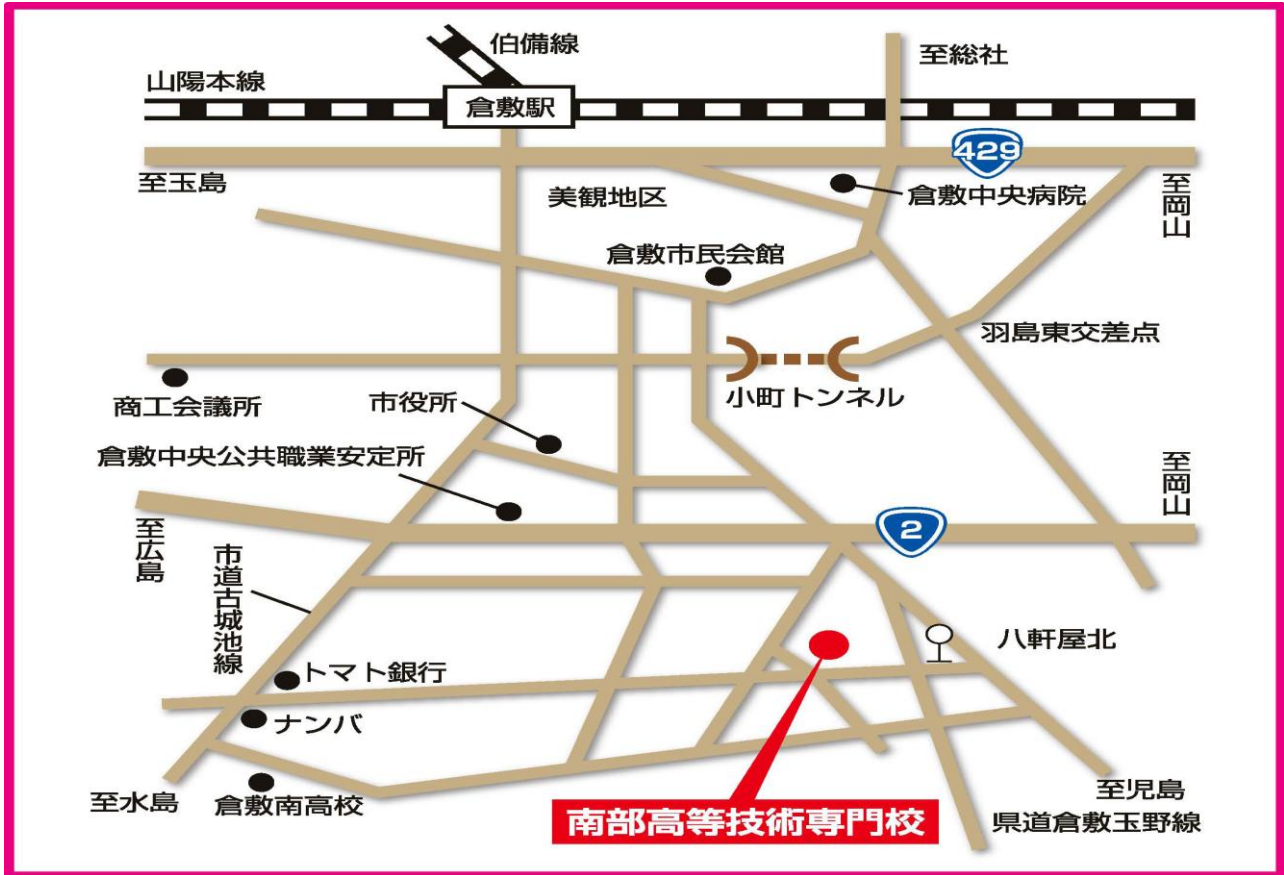 伯備線
至総社
山陽本線
倉敷駅
429
至玉島
美観地区
倉敷中央病院
至岡山
倉敷市民会館
羽島東交差点
小町トンネル
商工会議所
市役所
倉敷中央公共職業安定所
至岡山
至広島
2
市道古城池線
八軒屋北
トマト銀行
ナンバ
至水島
倉敷南高校
南部高等技術専門校
至児島
県道倉敷玉野線